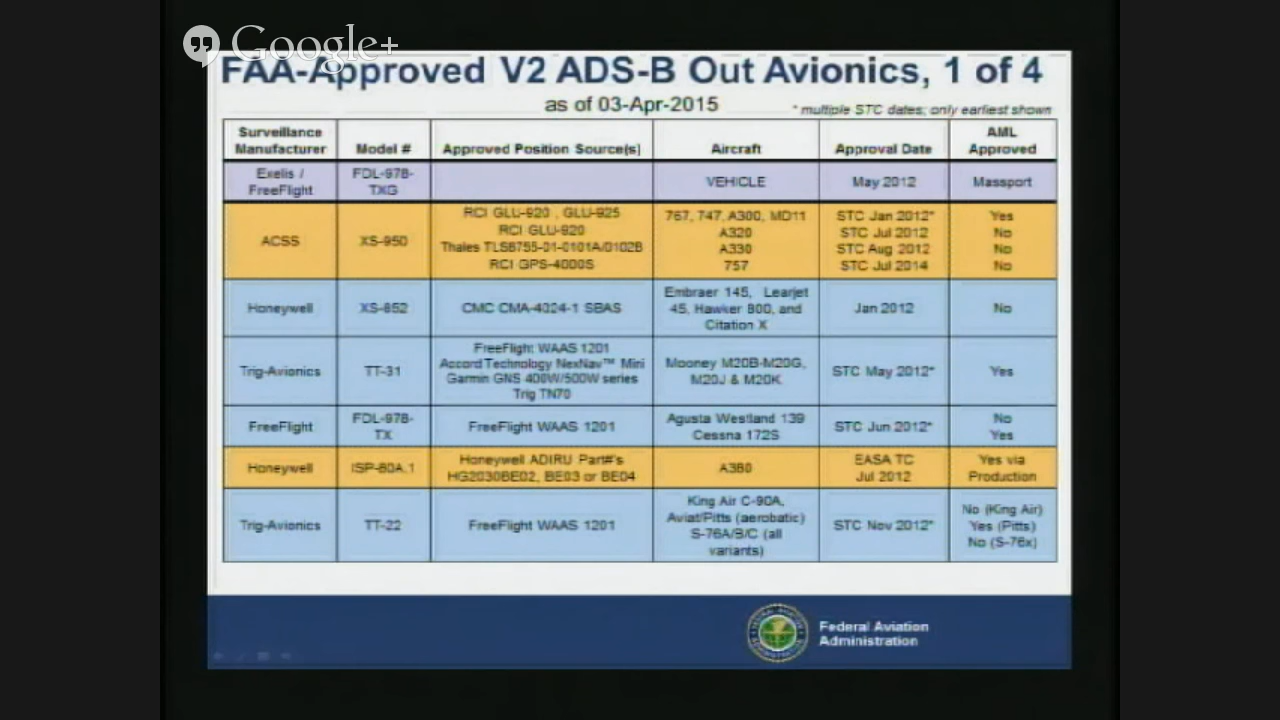 Google+
FAA-Approved V2 ADS-B Out Avionics, 1 of 4
as of 03-Apr-2015
* multiple STC dates; only earliest shown
Surveillance
Manufacturer
Model #
Approved Position Source(s)
Aircraft
Approval Date
AML
Approved
Exelis /
FreeFlight
FDL-978-
TXG
VEHICLE
May 2012
Massport
ACSS
XS-950
RCI GLU-920 , GLU-925
RCI GLU-920
Thales TLS8755-01-0101A/0102B
RCI GPS-4000S
767, 747, A300, MD11
A320
A330
757
STC Jan 2012*
STC Jul 2012
STC Aug 2012
STC Jul 2014
Yes
No
No
No
Honeywell
XS-852
CMC CMA-4024-1 SBAS
Embraer 145, Learjet
45, Hawker 800, and
Citation X
Jan 2012
No
Trig-Avionics
TT-31
FreeFlight WAAS 1201
Accord Technology NexNav™ Mini
Garmin GNS 400W/500W series
Trig TN70
Mooney M20B-M20G,
M20J & M20K
STC May 2012*
Yes
FreeFlight
FDL-978-
TX
FreeFlight WAAS 1201
Agusta Westland 139
Cessna 172S
STC Jun 2012*
No
Yes
Honeywell
ISP-80A.1
Honeywell ADIRU Part#'s
HG2030BE02, BE03 or BE04
A380
EASA TC
Jul 2012
Yes via
Production
Trig-Avionics
TT-22
FreeFlight WAAS 1201
King Air C-90A,
Aviat/Pitts (aerobatic)
S-76A/B/C (all
variants)
STC Nov 2012*
No (King Air)
Yes (Pitts)
No (S-76x)
Federal Aviation
Administration